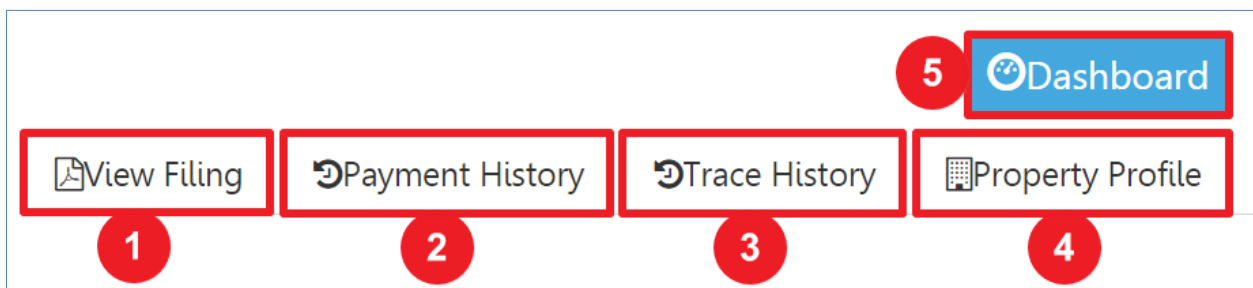 5 Dashboard
View Filing Payment History Trace History Property Profile
1 2 3 4